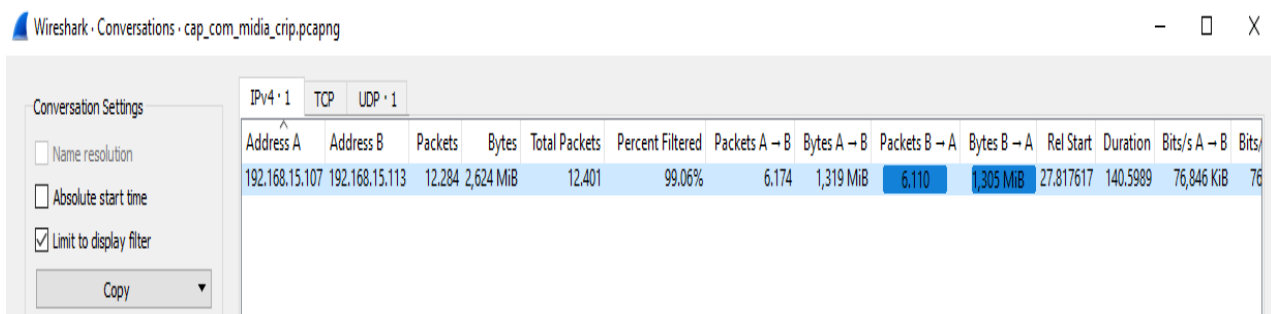 Wireshark · Conversations · cap_com_midia_crip.pcapng
Conversation Settings
Name resolution
Absolute start time
Limit to display filter
Copy
IPv4 · 1 TCP UDP · 1
Address A Address B Packets Bytes Total Packets Percent Filtered Packets A → B Bytes A → B Packets B → A Bytes B → A Rel Start Duration Bits/s A → B Bits/
192.168.15.107 192.168.15.113 12.284 2,624 MiB 12.401 99.06% 6.174 1,319 MiB 6.110 1,305 MiB 27.817617 140.5989 76,846 KiB 76